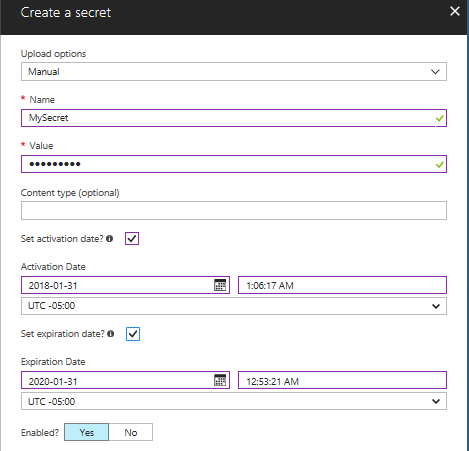 Create a secret
Upload options
Manual
* Name
MySecret
* Value
•••••••••
Content type (optional)
Set activation date?
Activation Date
2018-01-31 1:06:17 AM
UTC -05:00
Set expiration date?
Expiration Date
2020-01-31 12:53:21 AM
UTC -05:00
Enabled? Yes No